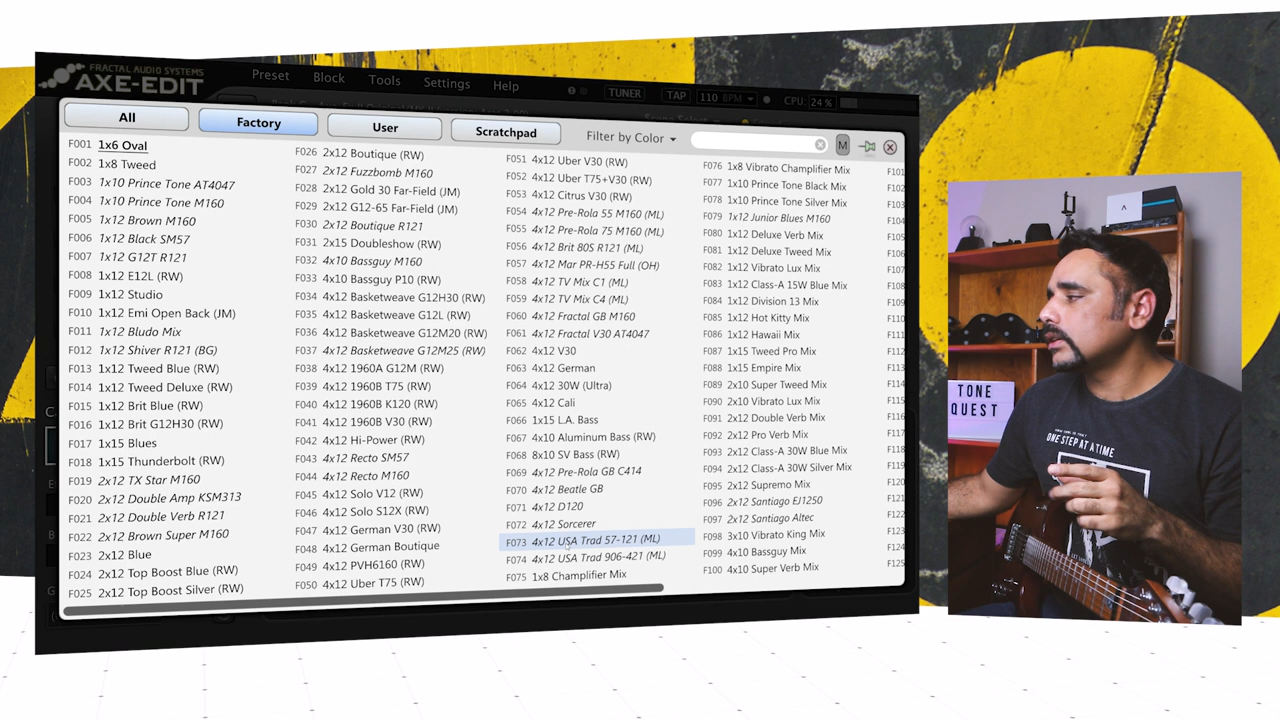 FRACTAL AUDIO SYSTEMS
AXE-EDIT
Preset Block Tools Settings Help
TUNER TAP 110 BPM CPU: 24 %
All Factory User Scratchpad Filter by Color M
F001 1x6 Oval
F002 1x8 Tweed
F003 1x10 Prince Tone AT4047
F004 1x10 Prince Tone M160
F005 1x12 Brown M160
F006 1x12 Black SM57
F007 1x12 G12T R121
F008 1x12 E12L (RW)
F009 1x12 Studio
F010 1x12 Emi Open Back (JM)
F011 1x12 Bludo Mix
F012 1x12 Shiver R121 (BG)
F013 1x12 Tweed Blue (RW)
F014 1x12 Tweed Deluxe (RW)
F015 1x12 Brit Blue (RW)
F016 1x12 Brit G12H30 (RW)
F017 1x15 Blues
F018 1x15 Thunderbolt (RW)
F019 2x12 TX Star M160
F020 2x12 Double Amp KSM313
F021 2x12 Double Verb R121
F022 2x12 Brown Super M160
F023 2x12 Blue
F024 2x12 Top Boost Blue (RW)
F025 2x12 Top Boost Silver (RW)
F026 2x12 Boutique (RW)
F027 2x12 Fuzzbomb M160
F028 2x12 Gold 30 Far-Field (JM)
F029 2x12 G12-65 Far-Field (JM)
F030 2x12 Boutique R121
F031 2x15 Doubleshow (RW)
F032 4x10 Bassguy M160
F033 4x10 Bassguy P10 (RW)
F034 4x12 Basketweave G12H30 (RW)
F035 4x12 Basketweave G12L (RW)
F036 4x12 Basketweave G12M20 (RW)
F037 4x12 Basketweave G12M25 (RW)
F038 4x12 1960A G12M (RW)
F039 4x12 1960B T75 (RW)
F040 4x12 1960B K120 (RW)
F041 4x12 1960B V30 (RW)
F042 4x12 Hi-Power (RW)
F043 4x12 Recto SM57
F044 4x12 Recto M160
F045 4x12 Solo V12 (RW)
F046 4x12 Solo S12X (RW)
F047 4x12 German V30 (RW)
F048 4x12 German Boutique
F049 4x12 PVH6160 (RW)
F050 4x12 Uber T75 (RW)
F051 4x12 Uber V30 (RW)
F052 4x12 Uber T75+V30 (RW)
F053 4x12 Citrus V30 (RW)
F054 4x12 Pre-Rola 55 M160 (ML)
F055 4x12 Pre-Rola 75 M160 (ML)
F056 4x12 Brit 80S R121 (ML)
F057 4x12 Mar PR-H55 Full (OH)
F058 4x12 TV Mix C1 (ML)
F059 4x12 TV Mix C4 (ML)
F060 4x12 Fractal GB M160
F061 4x12 Fractal V30 AT4047
F062 4x12 V30
F063 4x12 German
F064 4x12 30W (Ultra)
F065 4x12 Cali
F066 1x15 L.A. Bass
F067 4x10 Aluminum Bass (RW)
F068 8x10 SV Bass (RW)
F069 4x12 Pre-Rola GB C414
F070 4x12 Beatle GB
F071 4x12 D120
F072 4x12 Sorcerer
F073 4x12 USA Trad 57-121 (ML)
F074 4x12 USA Trad 906-421 (ML)
F075 1x8 Champlifier Mix
F076 1x8 Vibrato Champlifier Mix
F077 1x10 Prince Tone Black Mix
F078 1x10 Prince Tone Silver Mix
F079 1x12 Junior Blues M160
F080 1x12 Deluxe Verb Mix
F081 1x12 Deluxe Tweed Mix
F082 1x12 Vibrato Lux Mix
F083 1x12 Class-A 15W Blue Mix
F084 1x12 Division 13 Mix
F085 1x12 Hot Kitty Mix
F086 1x12 Hawaii Mix
F087 1x15 Tweed Pro Mix
F088 1x15 Empire Mix
F089 2x10 Super Tweed Mix
F090 2x10 Vibrato Lux Mix
F091 2x12 Double Verb Mix
F092 2x12 Pro Verb Mix
F093 2x12 Class-A 30W Blue Mix
F094 2x12 Class-A 30W Silver Mix
F095 2x12 Supremo Mix
F096 2x12 Santiago EJ1250
F097 2x12 Santiago Altec
F098 3x10 Vibrato King Mix
F099 4x10 Bassguy Mix
F100 4x10 Super Verb Mix
F101
F102
F103
F104
F105
F106
F107
F108
F109
F110
F111
F112
F113
F114
F115
F116
F117
F118
F119
F120
F121
F122
F123
F124
F125
TONE
QUEST
ONE STEP AT A TIME